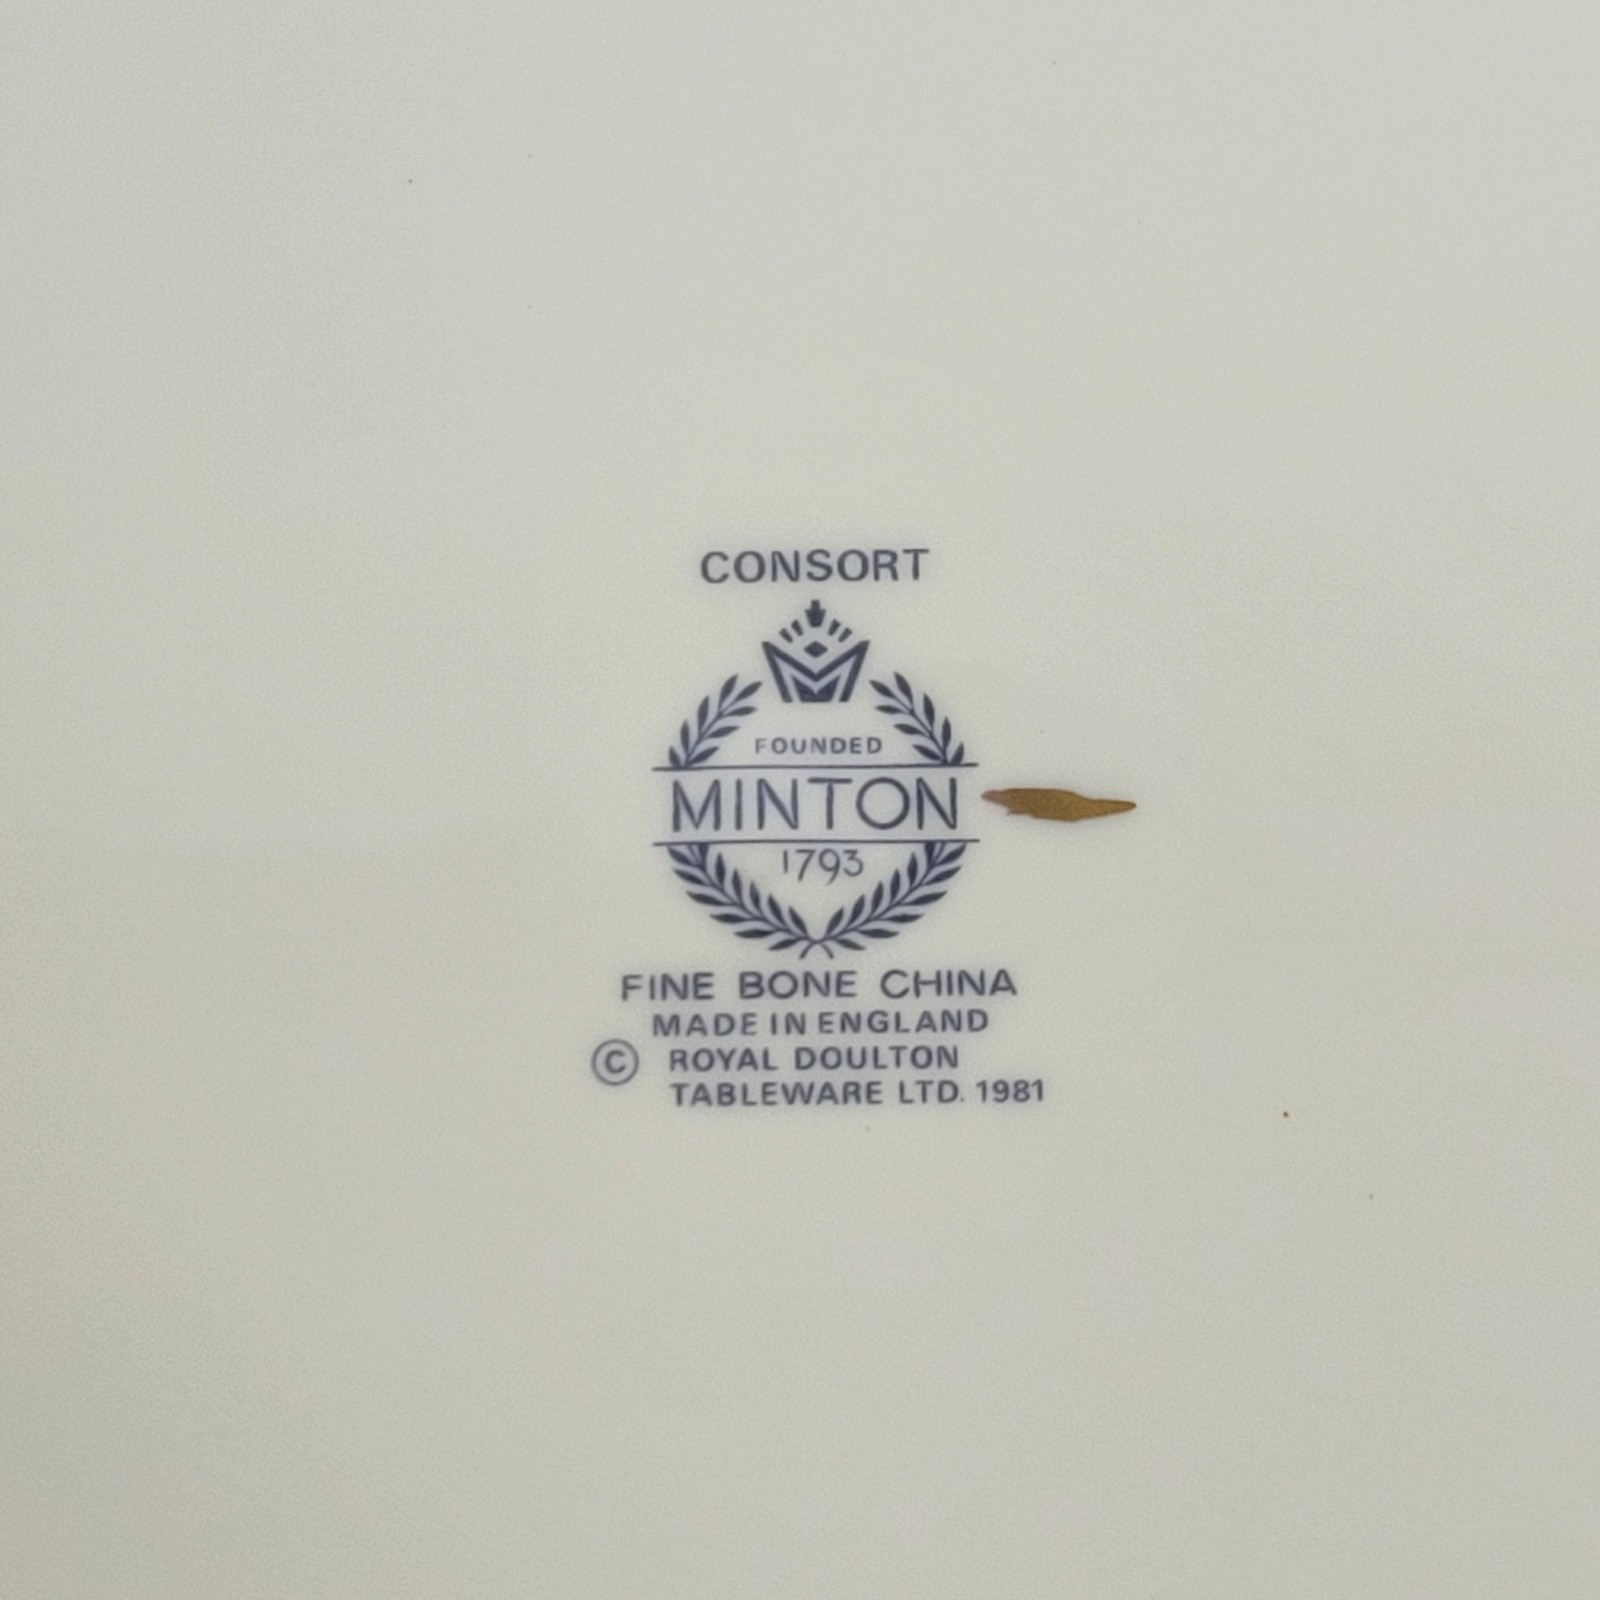 CONSORT
FOUNDED
MINTON
1793
FINE BONE CHINA
MADE IN ENGLAND
© ROYAL DOULTON
TABLEWARE LTD. 1981